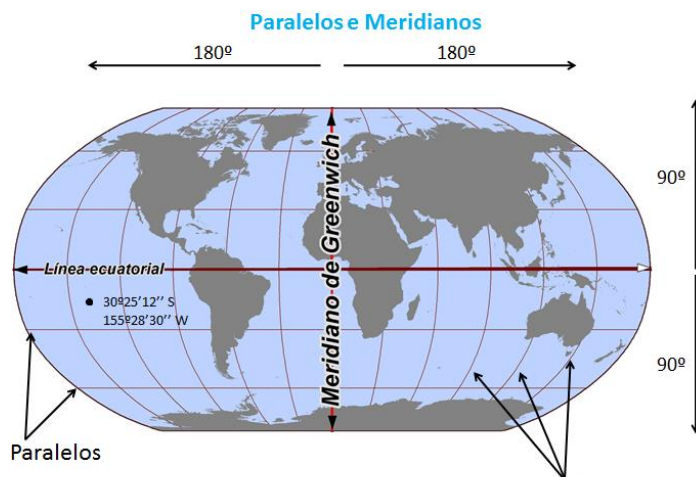 Paralelos e Meridianos
180º
180º
90º
Meridiano de Greenwich
Línea ecuatorial
30º25’12’’ S
155º28’30’’ W
90º
Paralelos